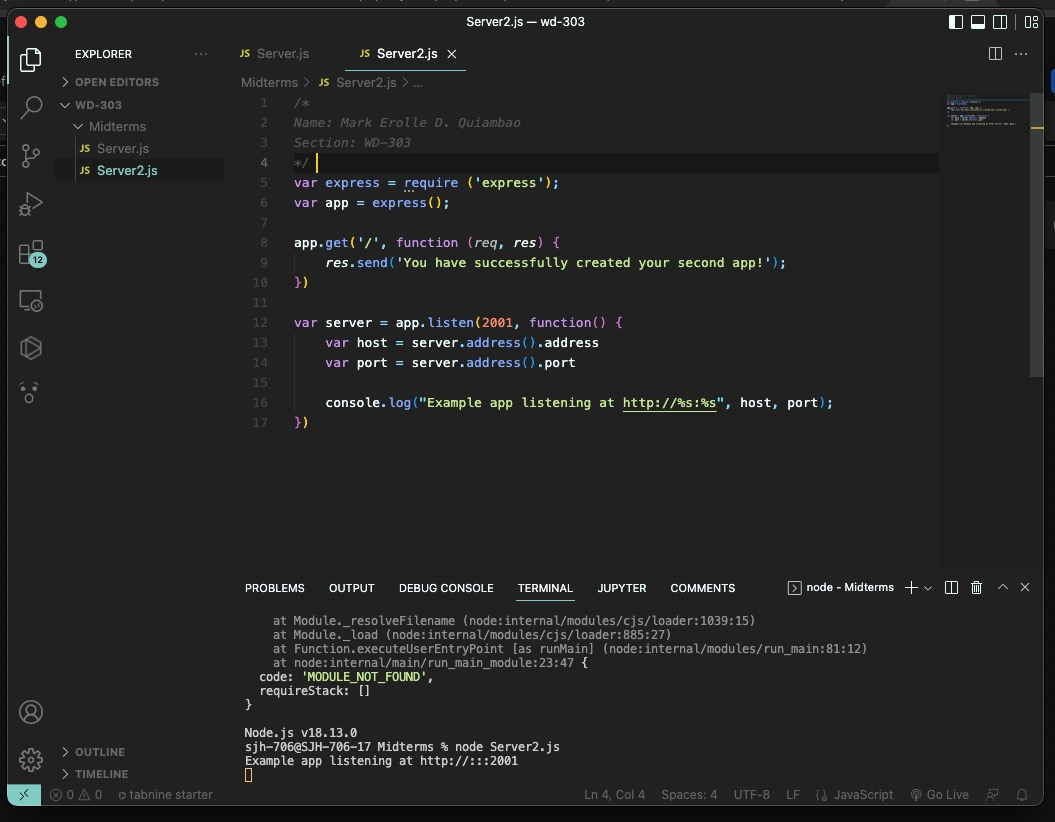 Server2.js — wd-303
EXPLORER
JS Server.js
JS Server2.js
OPEN EDITORS
WD-303
Midterms
JS Server.js
JS Server2.js
12
Midterms > JS Server2.js > ...
1 /*
2 Name: Mark Erolle D. Quiambao
3 Section: WD-303
4 */
5 var express = require ('express');
6 var app = express();
7
8 app.get('/', function (req, res) {
9 res.send('You have successfully created your second app!');
10 })
11
12 var server = app.listen(2001, function() {
13 var host = server.address().address
14 var port = server.address().port
15
16 console.log("Example app listening at http://%s:%s", host, port);
17 })
PROBLEMS OUTPUT DEBUG CONSOLE TERMINAL JUPYTER COMMENTS node - Midterms
at Module._resolveFilename (node:internal/modules/cjs/loader:1039:15)
at Module._load (node:internal/modules/cjs/loader:885:27)
at Function.executeUserEntryPoint [as runMain] (node:internal/modules/run_main:81:12)
at node:internal/main/run_main_module:23:47 {
code: 'MODULE_NOT_FOUND',
requireStack: []
}
Node.js v18.13.0
sjh-706@SJH-706-17 Midterms % node Server2.js
Example app listening at http://:::2001
OUTLINE
TIMELINE
0 0 tabnine starter Ln 4, Col 4 Spaces: 4 UTF-8 LF JavaScript Go Live